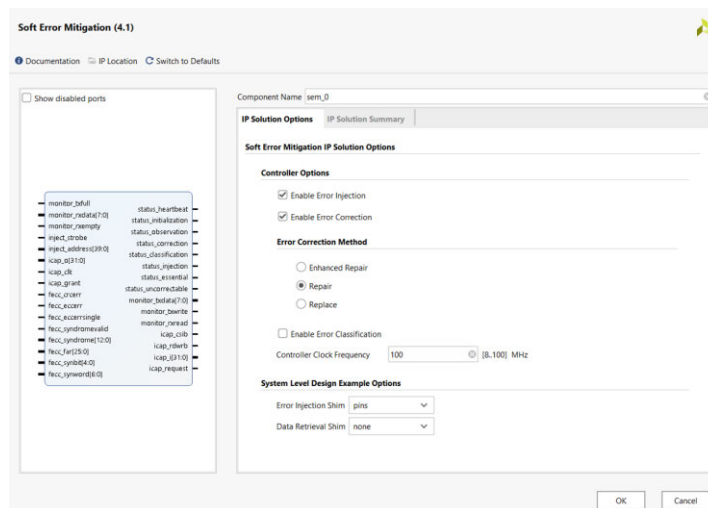 Soft Error Mitigation (4.1)
Documentation IP Location Switch to Defaults
Show disabled ports
monitor_txfull
monitor_rxdata[7:0]
monitor_rxempty
inject_strobe
inject_address[39:0]
icap_o[31:0]
icap_clk
icap_grant
fecc_crcerr
fecc_eccerr
fecc_eccerrsingle
fecc_syndromevalid
fecc_syndrome[12:0]
fecc_far[25:0]
fecc_synbit[4:0]
fecc_synword[6:0]
status_heartbeat
status_initialization
status_observation
status_correction
status_classification
status_injection
status_essential
status_uncorrectable
monitor_txdata[7:0]
monitor_txwrite
monitor_rxread
icap_csib
icap_rdwrb
icap_i[31:0]
icap_request
Component Name sem_0
IP Solution Options IP Solution Summary
Soft Error Mitigation IP Solution Options
Controller Options
Enable Error Injection
Enable Error Correction
Error Correction Method
Enhanced Repair
Repair
Replace
Enable Error Classification
Controller Clock Frequency 100 [8..100] MHz
System Level Design Example Options
Error Injection Shim pins
Data Retrieval Shim none
OK Cancel